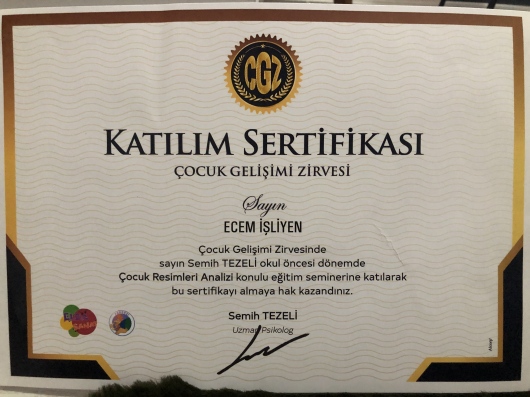 CGZ
KATILIM SERTİFİKASI
ÇOCUK GELİŞİMİ ZİRVESİ
Sayın
ECEM İŞLİYEN
Çocuk Gelişimi Zirvesinde
sayın Semih TEZELİ okul öncesi dönemde
Çocuk Resimleri Analizi konulu eğitim seminerine katılarak
bu sertifikayı almaya hak kazandınız.
Semih TEZELİ
Uzman Psikolog